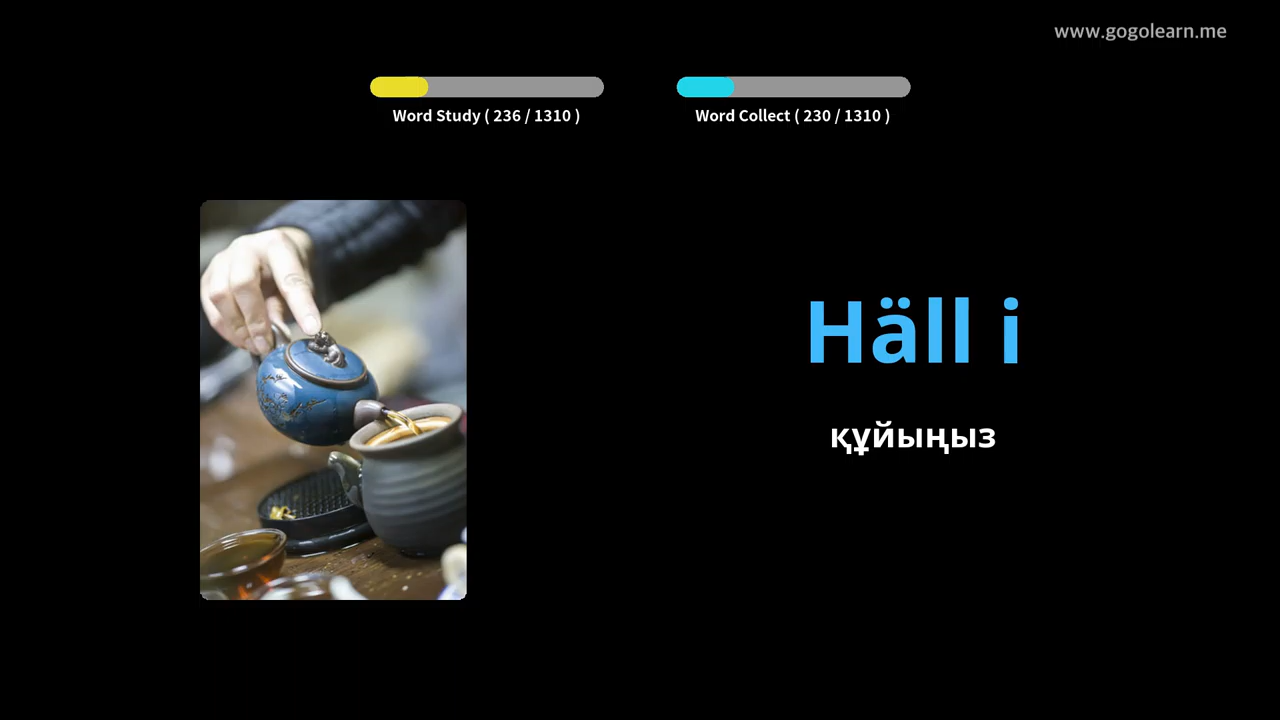 www.gogolearn.me
Word Study ( 236 / 1310 )
Word Collect ( 230 / 1310 )
Häll i
құйыңыз